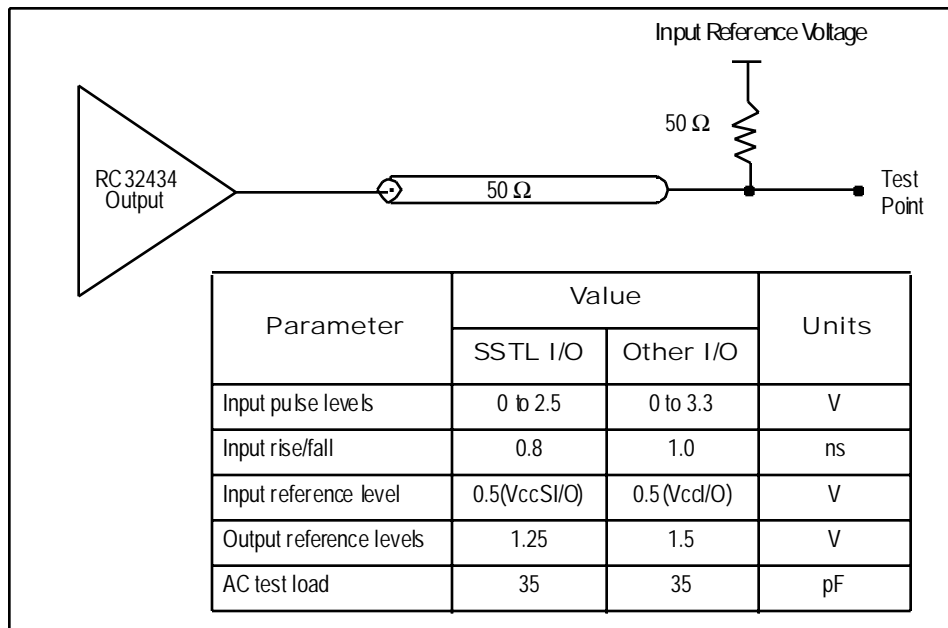 Input Reference Voltage
50 Ω
RC32434
Output
50 Ω
Test
Point
Parameter
Value
Units
SSTL I/O
Other I/O
Input pulse levels 0 to 2.5 0 to 3.3 V
Input rise/fall 0.8 1.0 ns
Input reference level 0.5(VccSI/O) 0.5(VccI/O) V
Output reference levels 1.25 1.5 V
AC test load 35 35 pF